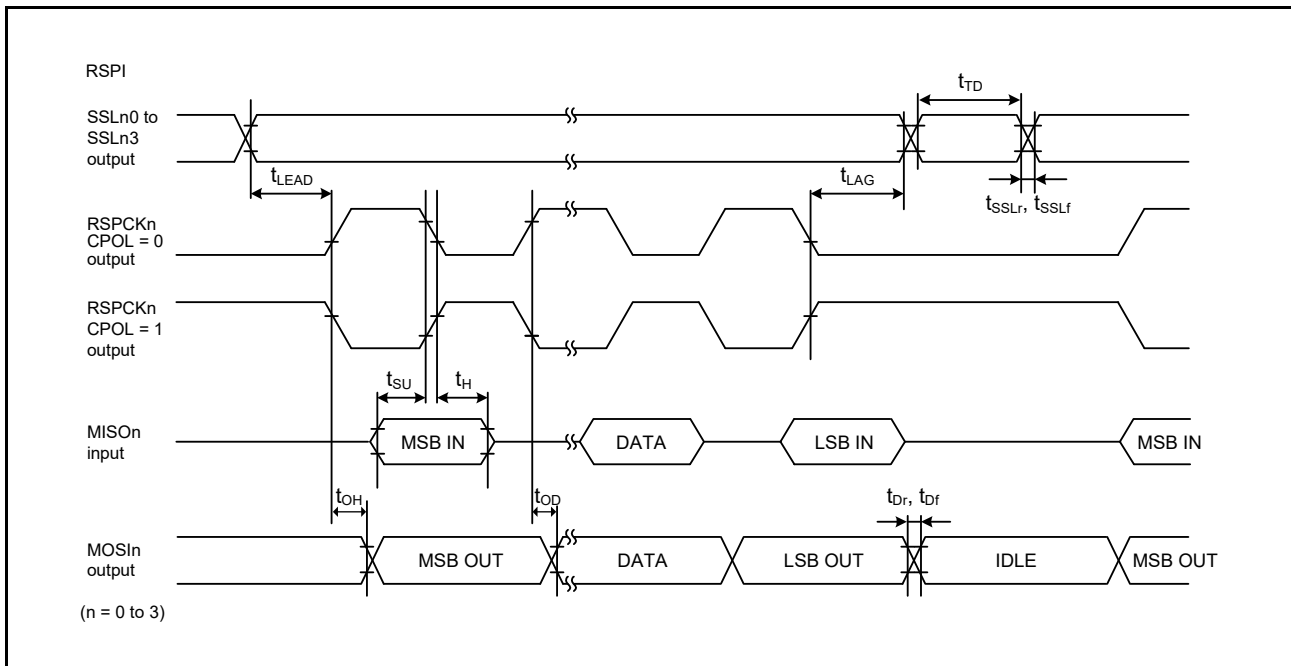 RSPI
tTD
SSLn0 to
SSLn3
output
tLEAD
tLAG
tSSLr, tSSLf
RSPCKn
CPOL = 0
output
RSPCKn
CPOL = 1
output
tSU
tH
MISOn
input
MSB IN
DATA
LSB IN
MSB IN
tOH
tOD
tDr, tDf
MOSIn
output
MSB OUT
DATA
LSB OUT
IDLE
MSB OUT
(n = 0 to 3)